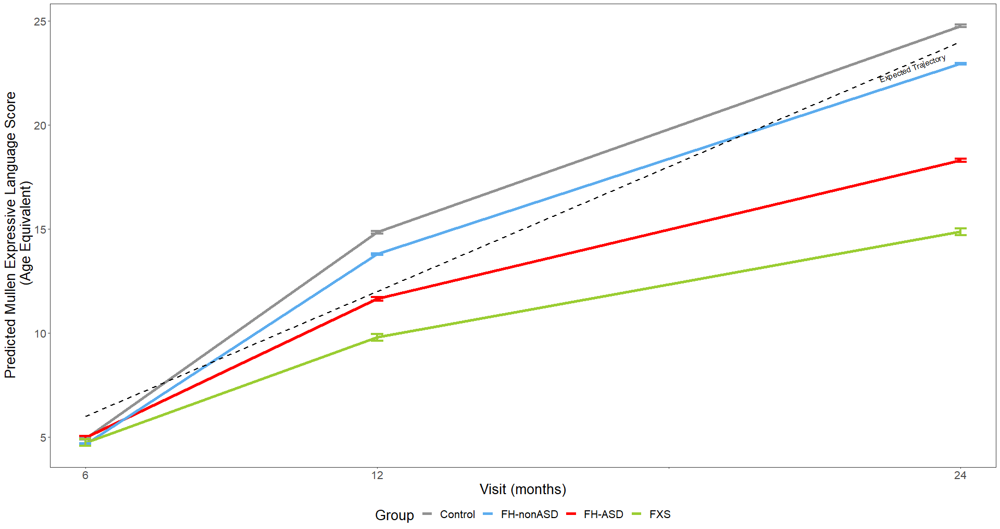 Predicted Mullen Expressive Language Score
(Age Equivalent)
25
20
15
10
5
Expected Trajectory
6 12 24
Visit (months)
Group Control FH-nonASD FH-ASD FXS